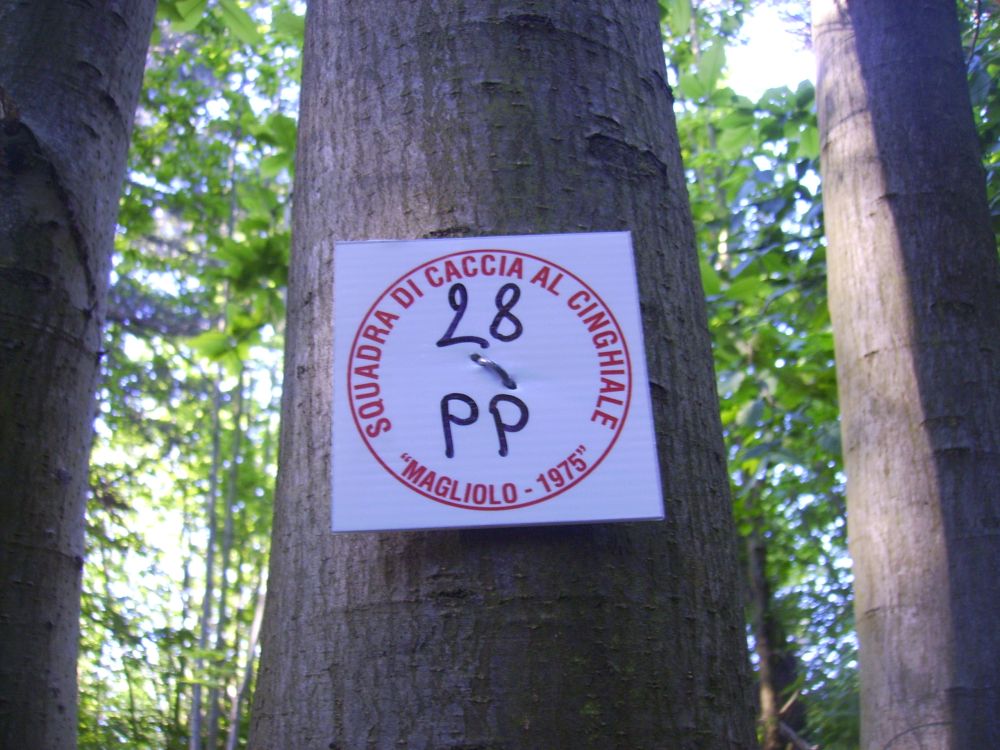 SQUADRA DI CACCIA AL CINGHIALE
28
PP
"MAGLIOLO - 1975"